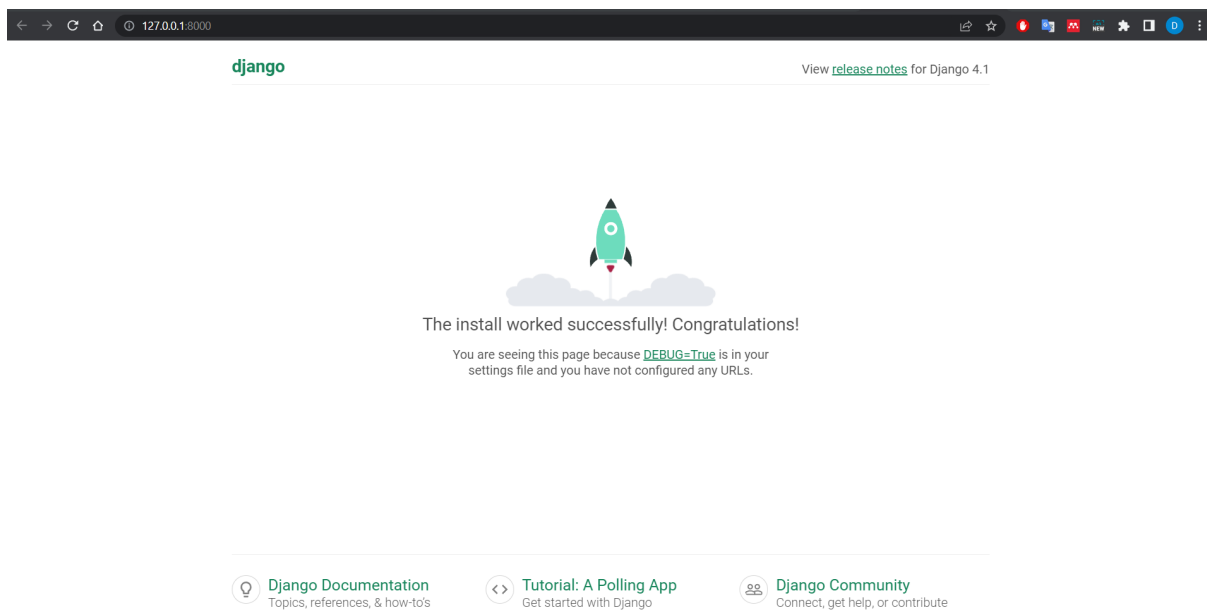 127.0.0.1:8000
NEW
D
django
View release notes for Django 4.1
The install worked successfully! Congratulations!
You are seeing this page because DEBUG=True is in your
settings file and you have not configured any URLs.
Django Documentation
Topics, references, & how-to's
Tutorial: A Polling App
Get started with Django
Django Community
Connect, get help, or contribute